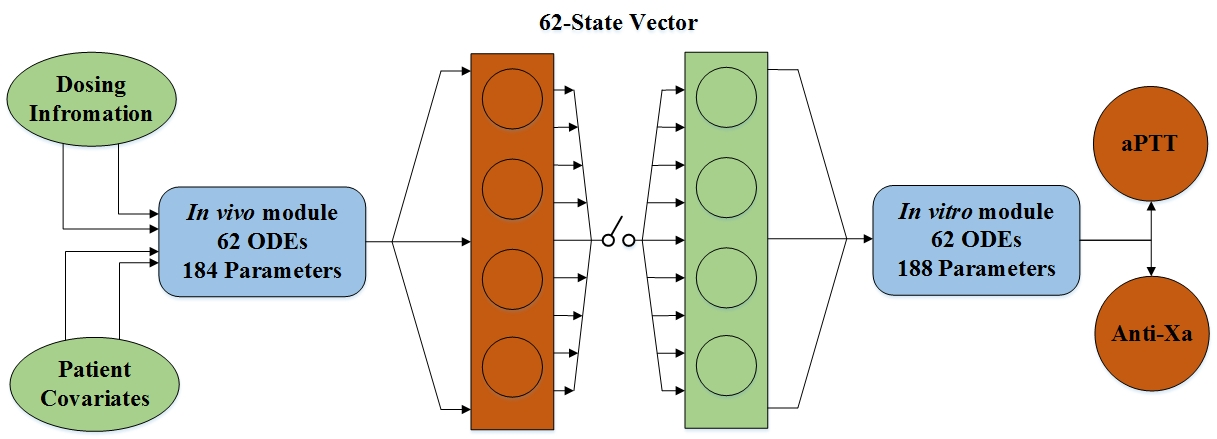 62-State Vector
Dosing
Infromation
In vivo module
62 ODEs
184 Parameters
Patient
Covariates
In vitro module
62 ODEs
188 Parameters
aPTT
Anti-Xa